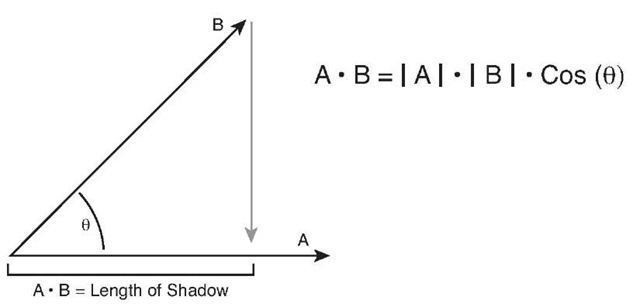 B
A • B = | A | • | B | • Cos (θ)
θ
A
A • B = Length of Shadow